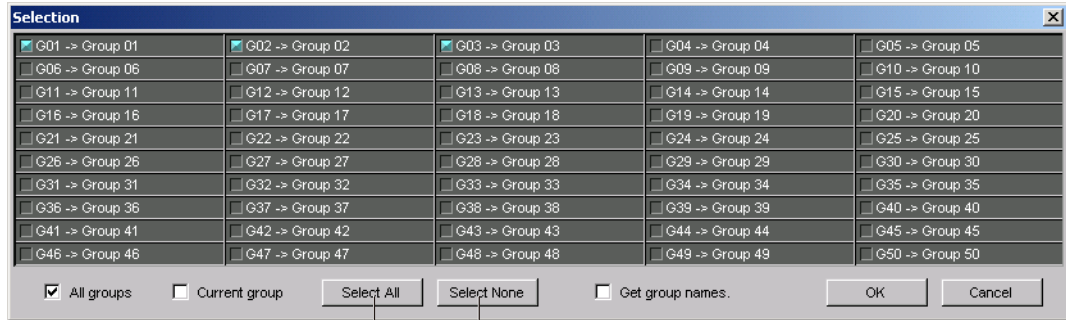 Selection
G01 -> Group 01 G02 -> Group 02 G03 -> Group 03 G04 -> Group 04 G05 -> Group 05
G06 -> Group 06 G07 -> Group 07 G08 -> Group 08 G09 -> Group 09 G10 -> Group 10
G11 -> Group 11 G12 -> Group 12 G13 -> Group 13 G14 -> Group 14 G15 -> Group 15
G16 -> Group 16 G17 -> Group 17 G18 -> Group 18 G19 -> Group 19 G20 -> Group 20
G21 -> Group 21 G22 -> Group 22 G23 -> Group 23 G24 -> Group 24 G25 -> Group 25
G26 -> Group 26 G27 -> Group 27 G28 -> Group 28 G29 -> Group 29 G30 -> Group 30
G31 -> Group 31 G32 -> Group 32 G33 -> Group 33 G34 -> Group 34 G35 -> Group 35
G36 -> Group 36 G37 -> Group 37 G38 -> Group 38 G39 -> Group 39 G40 -> Group 40
G41 -> Group 41 G42 -> Group 42 G43 -> Group 43 G44 -> Group 44 G45 -> Group 45
G46 -> Group 46 G47 -> Group 47 G48 -> Group 48 G49 -> Group 49 G50 -> Group 50
All groups Current group Select All Select None Get group names. OK Cancel